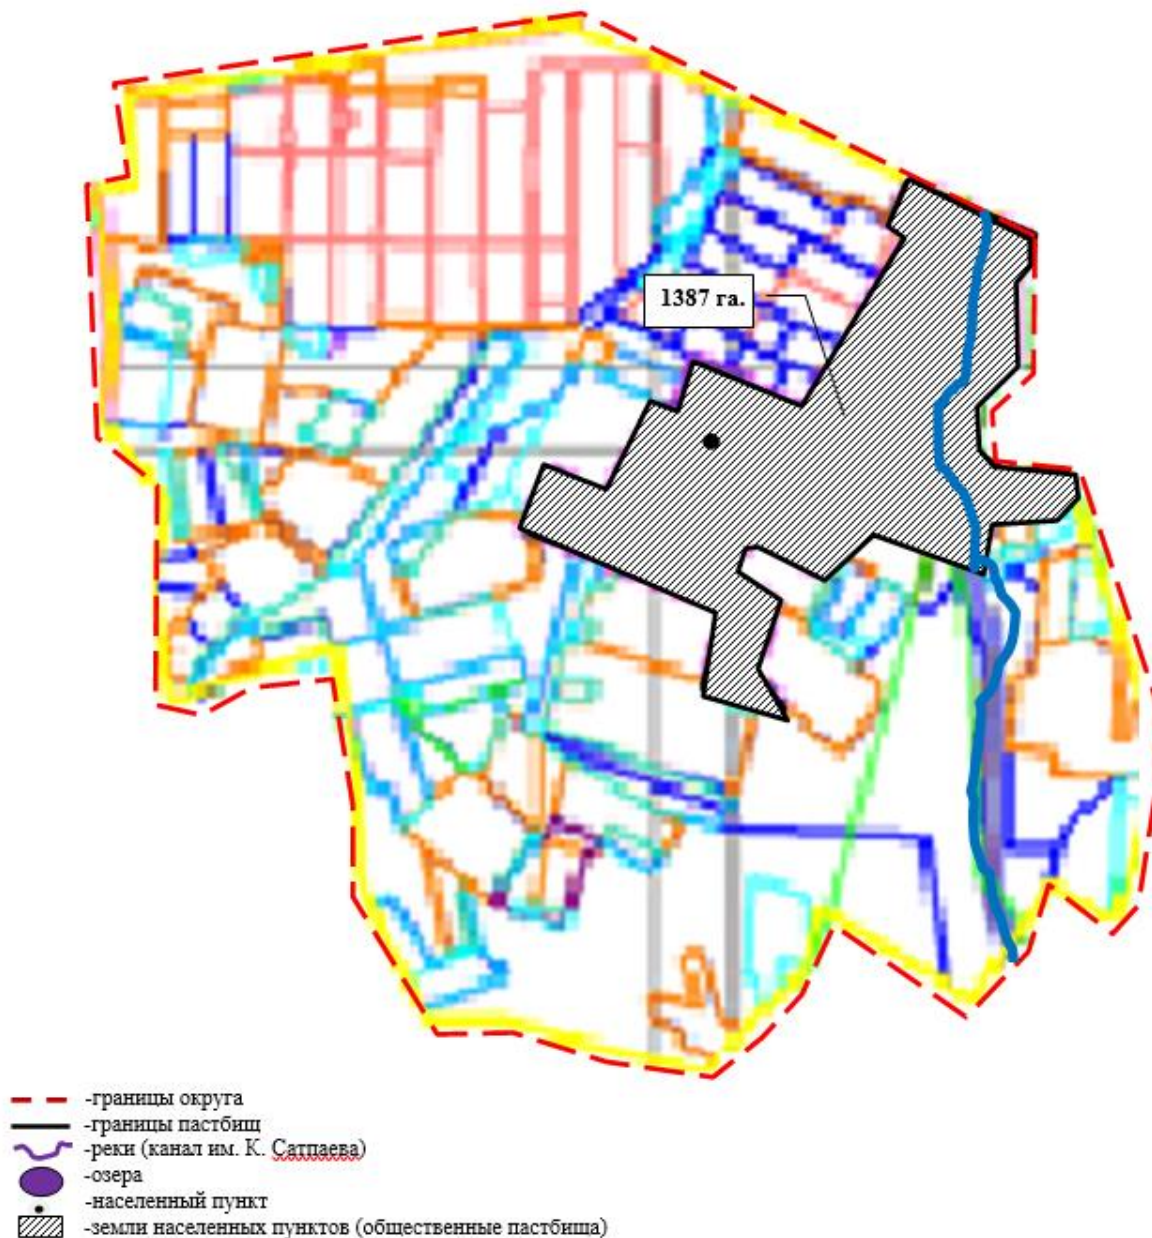 1387 га.
-границы округа
-границы пастбищ
-реки (канал им. К. Сатпаева)
-озера
-населенный пункт
-земли населенных пунктов (общественные пастбища)